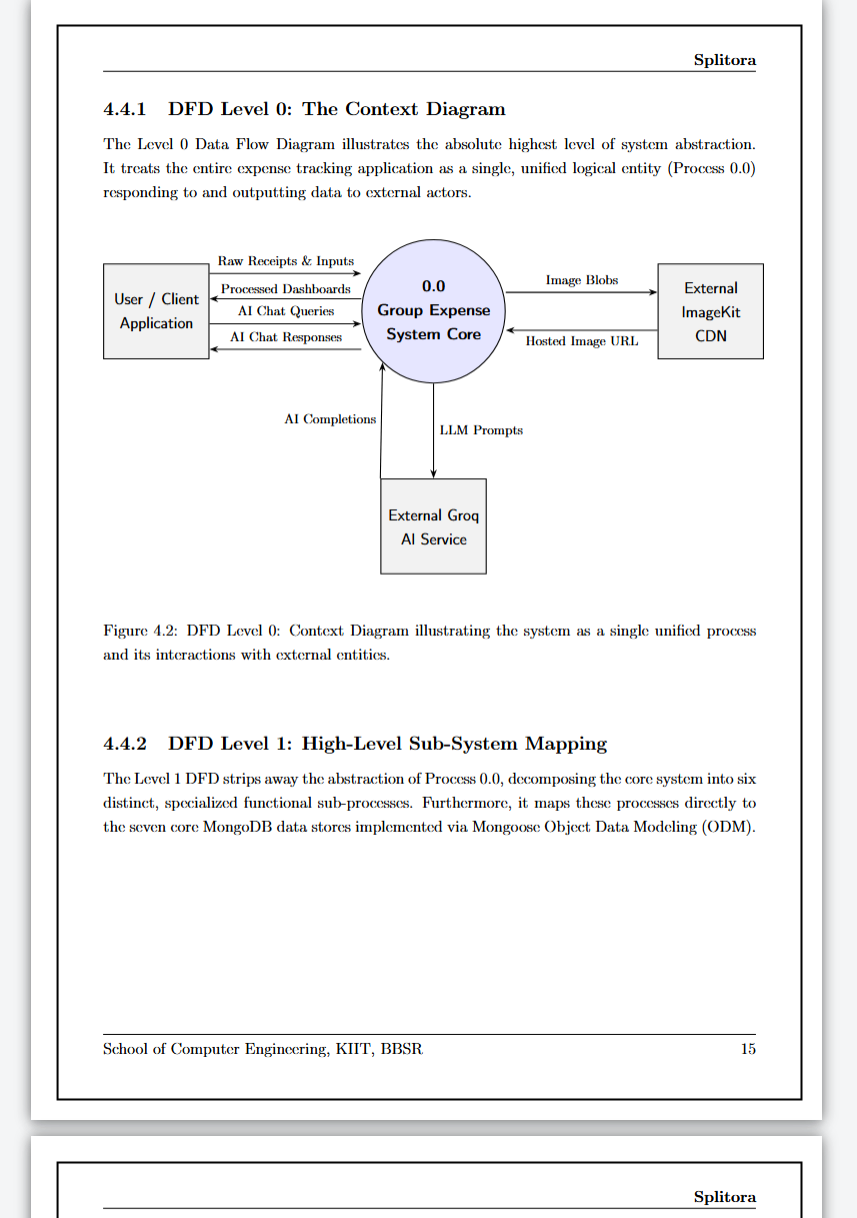 Splitora
4.4.1 DFD Level 0: The Context Diagram
The Level 0 Data Flow Diagram illustrates the absolute highest level of system abstraction.
It treats the entire expense tracking application as a single, unified logical entity (Process 0.0)
responding to and outputting data to external actors.
Raw Receipts & Inputs
Processed Dashboards
AI Chat Queries
AI Chat Responses
User / Client
Application
0.0
Group Expense
System Core
Image Blobs
Hosted Image URL
External
ImageKit
CDN
AI Completions
LLM Prompts
External Groq
AI Service
Figure 4.2: DFD Level 0: Context Diagram illustrating the system as a single unified process
and its interactions with external entities.
4.4.2 DFD Level 1: High-Level Sub-System Mapping
The Level 1 DFD strips away the abstraction of Process 0.0, decomposing the core system into six
distinct, specialized functional sub-processes. Furthermore, it maps these processes directly to
the seven core MongoDB data stores implemented via Mongoose Object Data Modeling (ODM).
School of Computer Engineering, KIIT, BBSR 15
Splitora